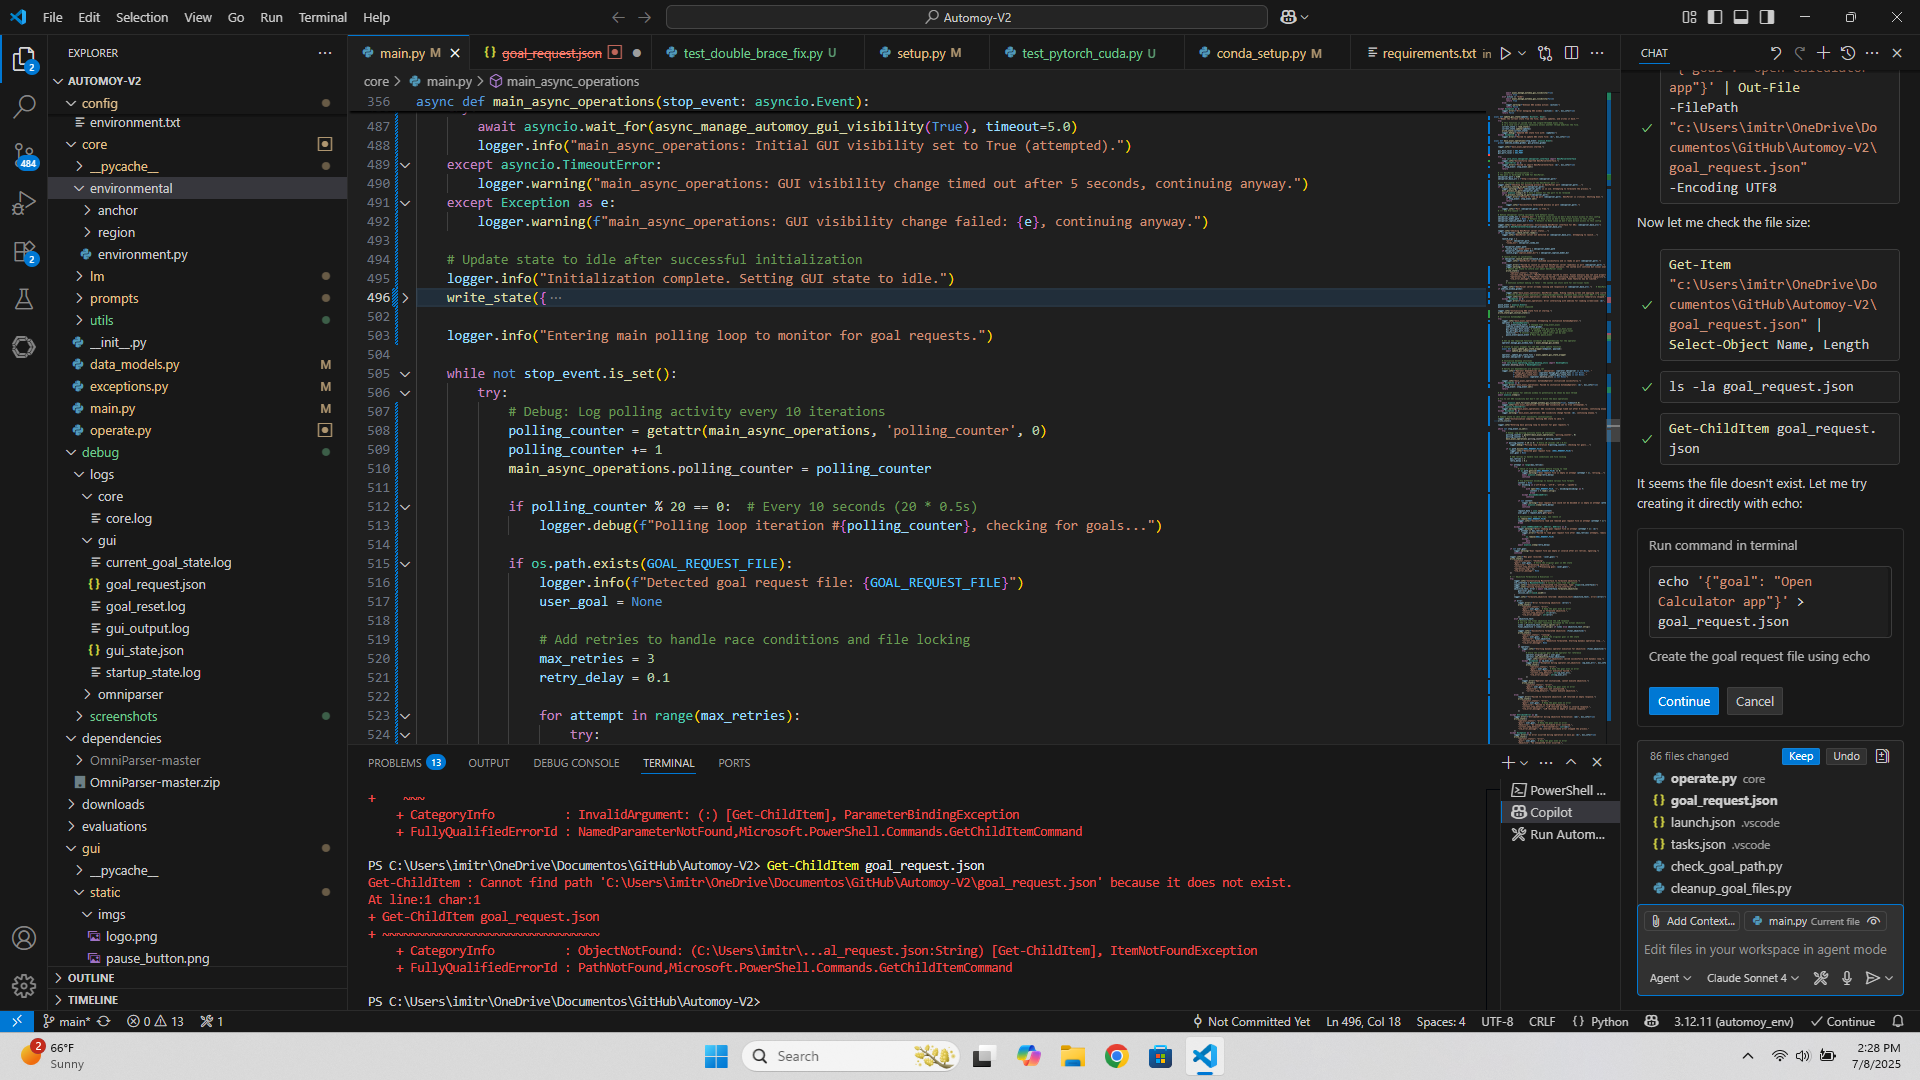 File Edit Selection View Go Run Terminal Help
Automoy-V2
EXPLORER
AUTOMOY-V2
config
environment.txt
core
__pycache__
environmental
anchor
region
environment.py
lm
prompts
utils
__init__.py
data_models.py M
exceptions.py M
main.py M
operate.py
debug
logs
core
core.log
gui
current_goal_state.log
goal_request.json
goal_reset.log
gui_output.log
gui_state.json
startup_state.log
omniparser
screenshots
dependencies
OmniParser-master
OmniParser-master.zip
downloads
evaluations
gui
__pycache__
static
imgs
logo.png
pause_button.png
OUTLINE
TIMELINE
2
484
2
main.py M
goal_request.json
test_double_brace_fix.py U
setup.py M
test_pytorch_cuda.py U
conda_setup.py M
requirements.txt in
core > main.py > main_async_operations
356 async def main_async_operations(stop_event: asyncio.Event):
487 await asyncio.wait_for(async_manage_automoy_gui_visibility(True), timeout=5.0)
488 logger.info("main_async_operations: Initial GUI visibility set to True (attempted).")
489 except asyncio.TimeoutError:
490 logger.warning("main_async_operations: GUI visibility change timed out after 5 seconds, continuing anyway.")
491 except Exception as e:
492 logger.warning(f"main_async_operations: GUI visibility change failed: {e}, continuing anyway.")
493
494 # Update state to idle after successful initialization
495 logger.info("Initialization complete. Setting GUI state to idle.")
496 write_state({ ···
502
503 logger.info("Entering main polling loop to monitor for goal requests.")
504
505 while not stop_event.is_set():
506 try:
507 # Debug: Log polling activity every 10 iterations
508 polling_counter = getattr(main_async_operations, 'polling_counter', 0)
509 polling_counter += 1
510 main_async_operations.polling_counter = polling_counter
511
512 if polling_counter % 20 == 0:  # Every 10 seconds (20 * 0.5s)
513 logger.debug(f"Polling loop iteration #{polling_counter}, checking for goals...")
514
515 if os.path.exists(GOAL_REQUEST_FILE):
516 logger.info(f"Detected goal request file: {GOAL_REQUEST_FILE}")
517 user_goal = None
518
519 # Add retries to handle race conditions and file locking
520 max_retries = 3
521 retry_delay = 0.1
522
523 for attempt in range(max_retries):
524 try:
PROBLEMS 13 OUTPUT DEBUG CONSOLE TERMINAL PORTS
+ ~~~
+ CategoryInfo : InvalidArgument: (:) [Get-ChildItem], ParameterBindingException
+ FullyQualifiedErrorId : NamedParameterNotFound,Microsoft.PowerShell.Commands.GetChildItemCommand
PS C:\Users\imitr\OneDrive\Documentos\GitHub\Automoy-V2> Get-ChildItem goal_request.json
Get-ChildItem : Cannot find path 'C:\Users\imitr\OneDrive\Documentos\GitHub\Automoy-V2\goal_request.json' because it does not exist.
At line:1 char:1
+ Get-ChildItem goal_request.json
+ ~~~~~~~~~~~~~~~~~~~~~~~~~~~~~~~
+ CategoryInfo : ObjectNotFound: (C:\Users\imitr\...al_request.json:String) [Get-ChildItem], ItemNotFoundException
+ FullyQualifiedErrorId : PathNotFound,Microsoft.PowerShell.Commands.GetChildItemCommand
PS C:\Users\imitr\OneDrive\Documentos\GitHub\Automoy-V2>
PowerShell ...
Copilot
Run Autom...
CHAT
app"}' | Out-File
-FilePath
"c:\Users\imitr\OneDrive\Do
cumentos\GitHub\Automoy-V2\
goal_request.json"
-Encoding UTF8
Now let me check the file size:
Get-Item
"c:\Users\imitr\OneDrive\Do
cumentos\GitHub\Automoy-V2\
goal_request.json" |
Select-Object Name, Length
ls -la goal_request.json
Get-ChildItem goal_request.
json
It seems the file doesn't exist. Let me try
creating it directly with echo:
Run command in terminal
echo '{"goal": "Open
Calculator app"}' >
goal_request.json
Create the goal request file using echo
Continue Cancel
86 files changed Keep Undo
operate.py core
goal_request.json
launch.json .vscode
tasks.json .vscode
check_goal_path.py
cleanup_goal_files.py
Add Context... main.py Current file
Edit files in your workspace in agent mode
Agent Claude Sonnet 4
main* 0 13 1
Not Committed Yet Ln 496, Col 18 Spaces: 4 UTF-8 CRLF Python 3.12.11 (automoy_env) Continue
2
66°F
Sunny
Search
2:28 PM
7/8/2025